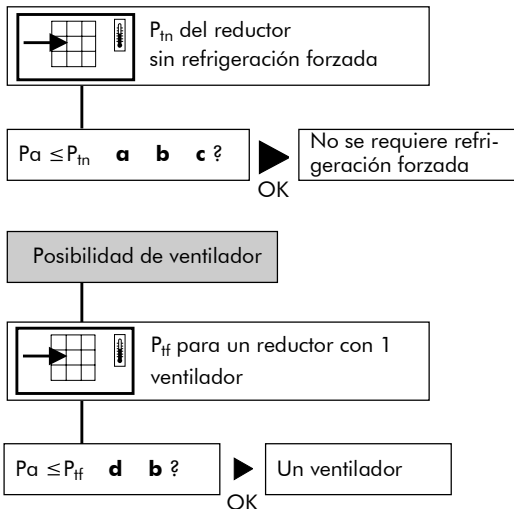 Ptn del reductor
sin refrigeración forzada
Pa ≤Ptn a b c ?
OK
No se requiere refri-
geración forzada
Posibilidad de ventilador
Ptf para un reductor con 1
ventilador
Pa ≤Ptf d b ?
OK
Un ventilador